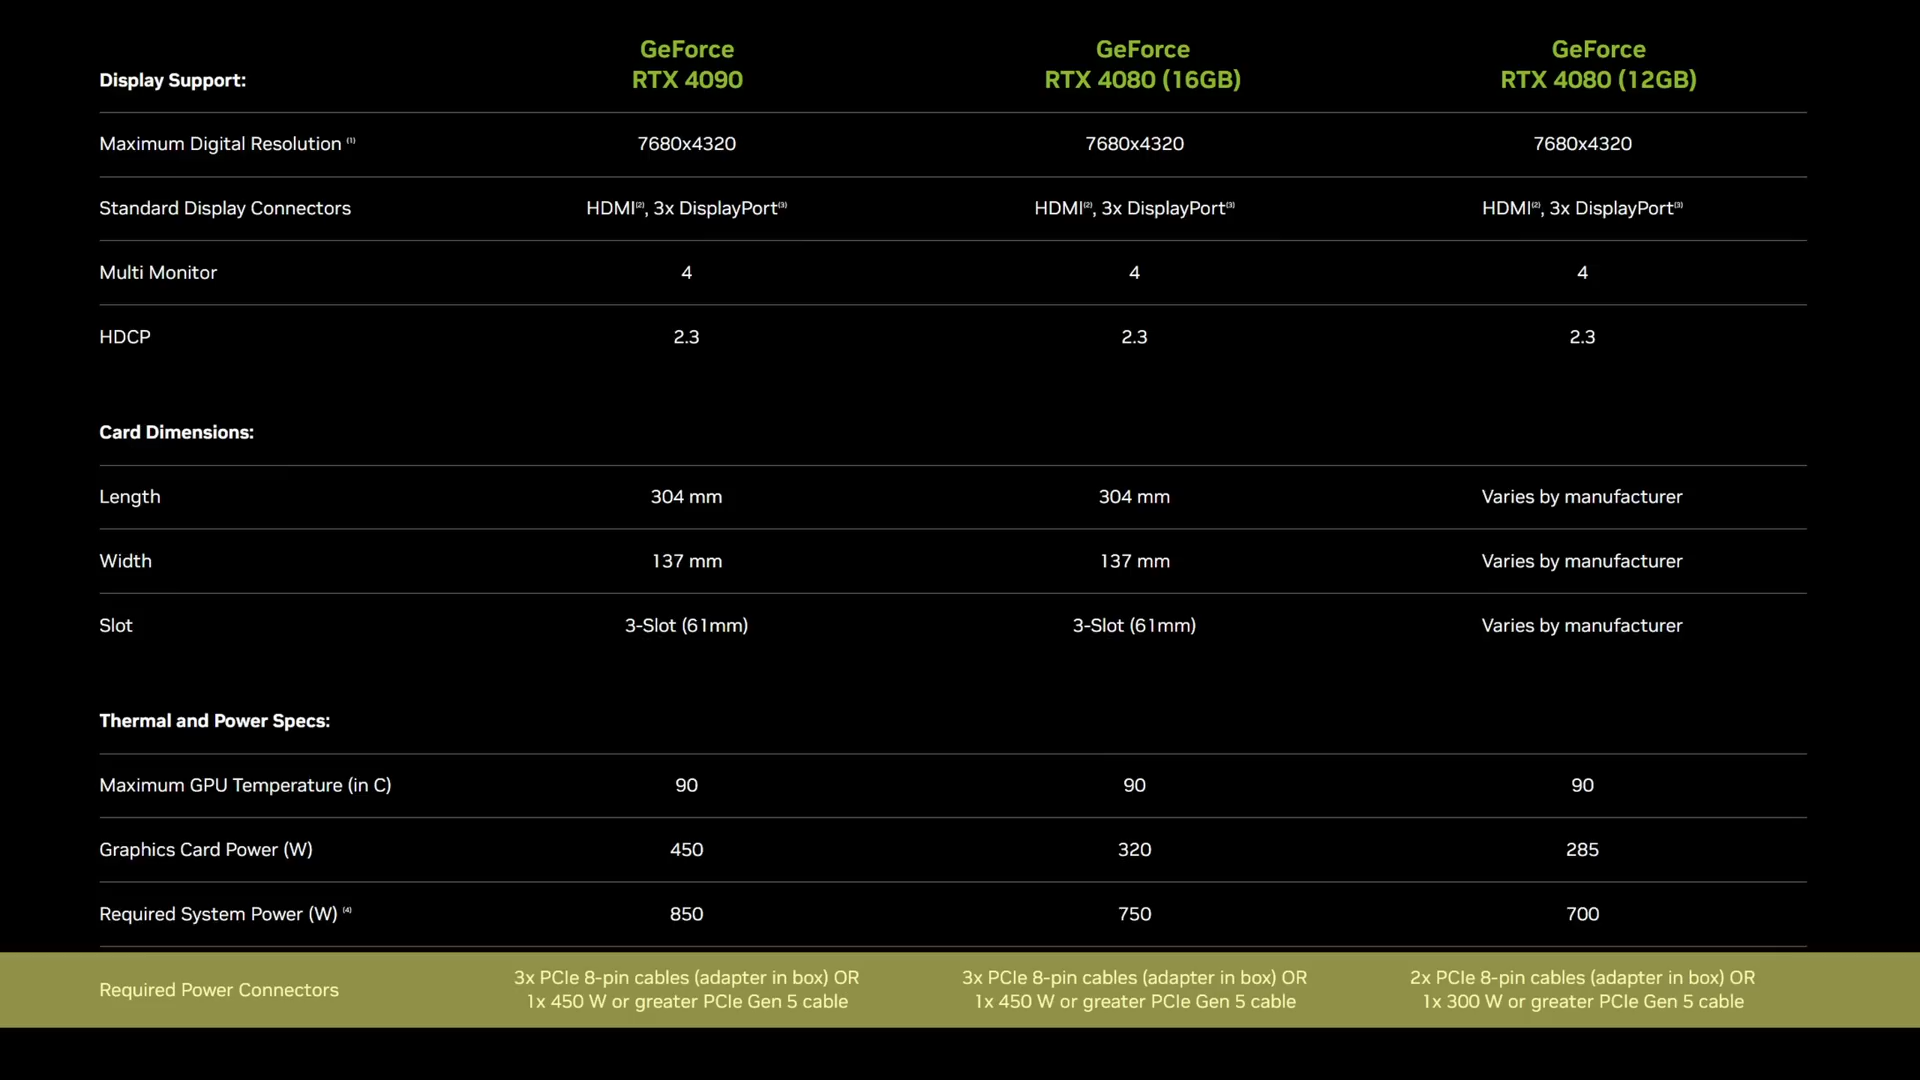 Display Support:
GeForce
RTX 4090
GeForce
RTX 4080 (16GB)
GeForce
RTX 4080 (12GB)
Maximum Digital Resolution (1) 7680x4320 7680x4320 7680x4320
Standard Display Connectors HDMI(2), 3x DisplayPort(3) HDMI(2), 3x DisplayPort(3) HDMI(2), 3x DisplayPort(3)
Multi Monitor 4 4 4
HDCP 2.3 2.3 2.3
Card Dimensions:
Length 304 mm 304 mm Varies by manufacturer
Width 137 mm 137 mm Varies by manufacturer
Slot 3-Slot (61mm) 3-Slot (61mm) Varies by manufacturer
Thermal and Power Specs:
Maximum GPU Temperature (in C) 90 90 90
Graphics Card Power (W) 450 320 285
Required System Power (W) (4) 850 750 700
Required Power Connectors
3x PCIe 8-pin cables (adapter in box) OR
1x 450 W or greater PCIe Gen 5 cable
3x PCIe 8-pin cables (adapter in box) OR
1x 450 W or greater PCIe Gen 5 cable
2x PCIe 8-pin cables (adapter in box) OR
1x 300 W or greater PCIe Gen 5 cable